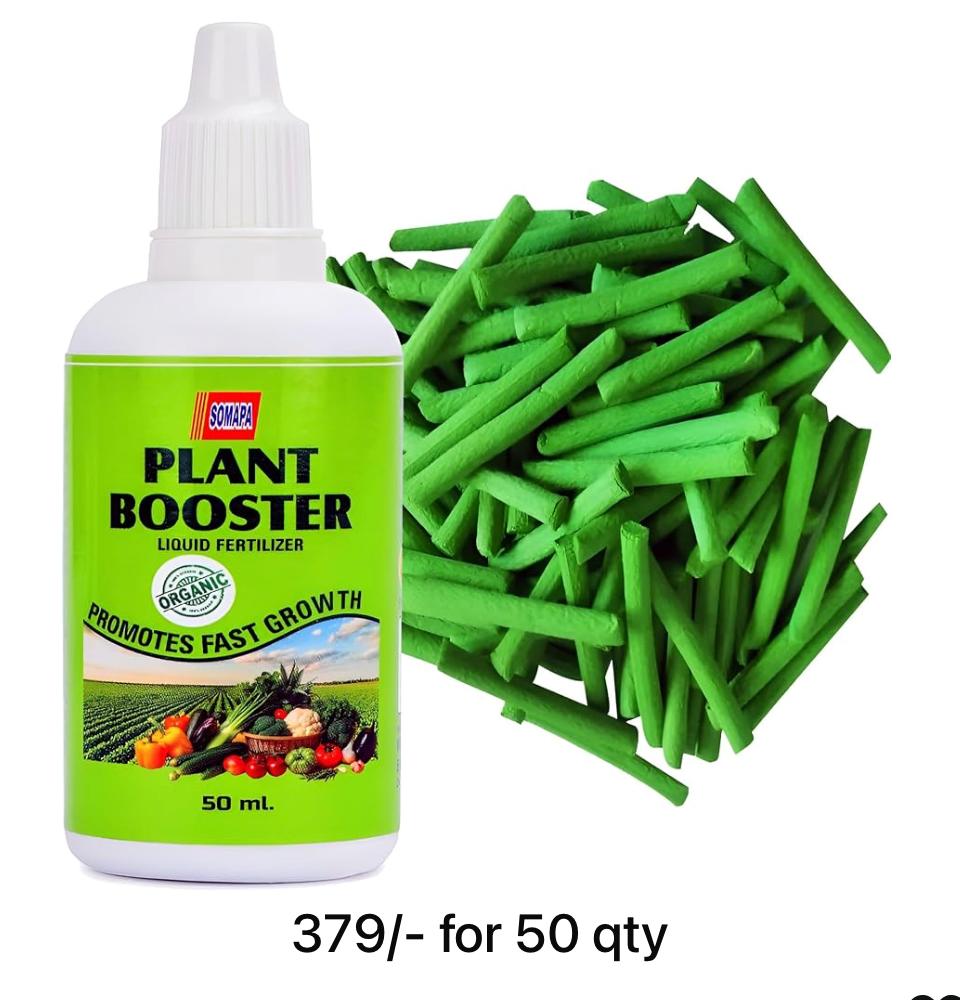 SOMAPA
PLANT
BOOSTER
LIQUID FERTILIZER
ORGANIC
PROMOTES FAST GROWTH
50 ml.
379/- for 50 qty